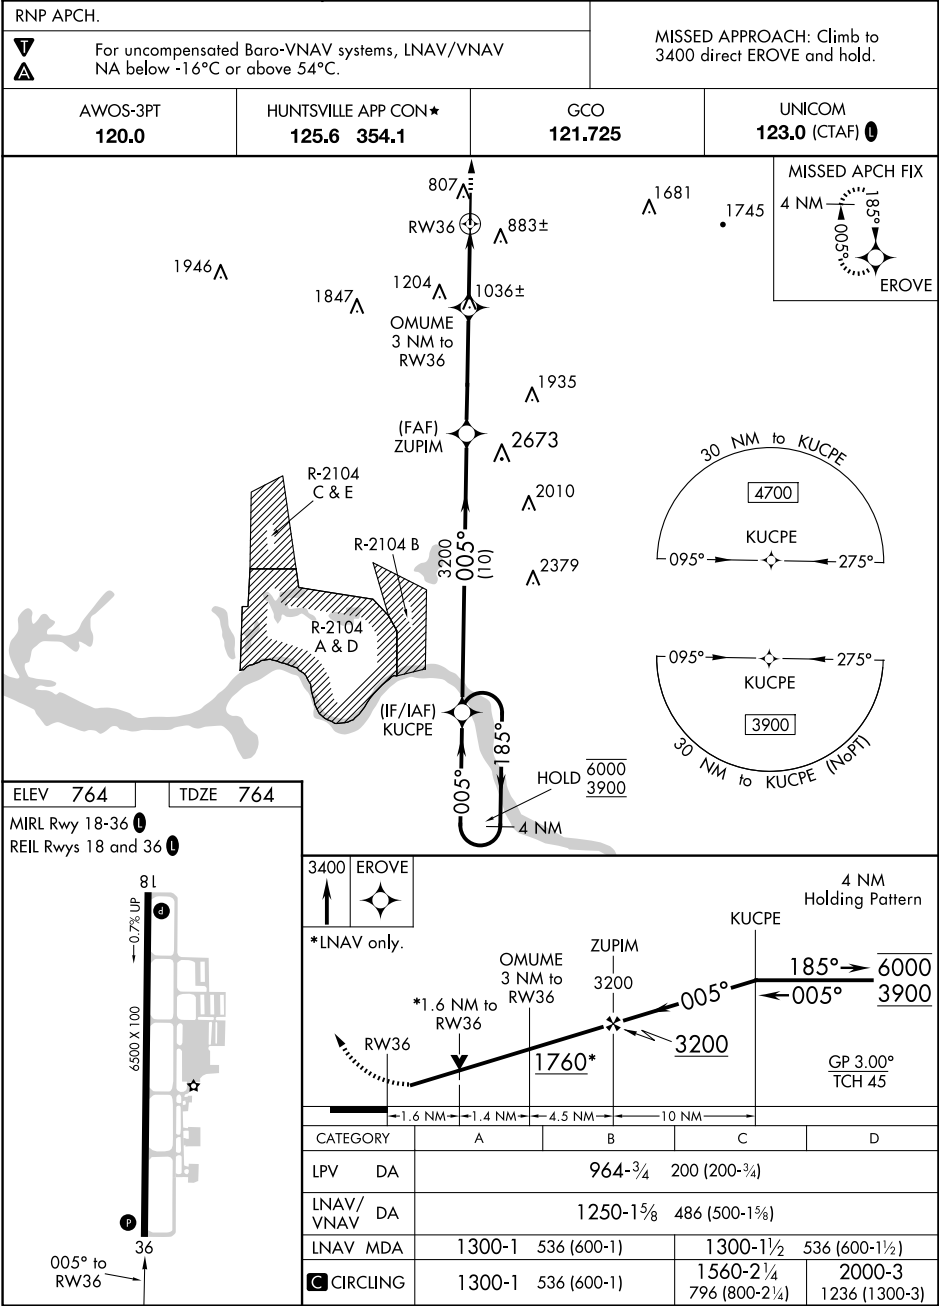 RNP APCH.
T
A
For uncompensated Baro-VNAV systems, LNAV/VNAV
NA below -16°C or above 54°C.
MISSED APPROACH: Climb to
3400 direct EROVE and hold.
AWOS-3PT
120.0
HUNTSVILLE APP CON★
125.6 354.1
GCO
121.725
UNICOM
123.0 (CTAF) L
MISSED APCH FIX
4 NM
185°
005°
EROVE
807
1681
1745
RW36
883±
1946
1847
1204
1036±
OMUME
3 NM to
RW36
1935
(FAF)
ZUPIM
2673
R-2104
C & E
2010
R-2104 B
3200
005°
(10)
2379
R-2104
A & D
(IF/IAF)
KUCPE
185°
005°
HOLD
6000
3900
4 NM
30 NM to KUCPE
4700
KUCPE
095°
275°
095°
275°
KUCPE
3900
30 NM to KUCPE (NoPT)
ELEV 764
TDZE 764
MIRL Rwy 18-36 L
REIL Rwys 18 and 36 L
18
P
0.7% UP
6500 X 100
P
36
005° to
RW36
3400
EROVE
*LNAV only.
4 NM
Holding Pattern
KUCPE
ZUPIM
3200
OMUME
3 NM to
RW36
*1.6 NM to
RW36
RW36
185°
6000
005°
005°
3900
3200
1760*
GP 3.00°
TCH 45
1.6 NM
1.4 NM
4.5 NM
10 NM
CATEGORY A B C D
LPV DA 964-¾ 200 (200-¾)
LNAV/
VNAV DA 1250-1⅝ 486 (500-1⅝)
LNAV MDA 1300-1 536 (600-1) 1300-1½ 536 (600-1½)
C CIRCLING 1300-1 536 (600-1)
1560-2¼
796 (800-2¼)
2000-3
1236 (1300-3)